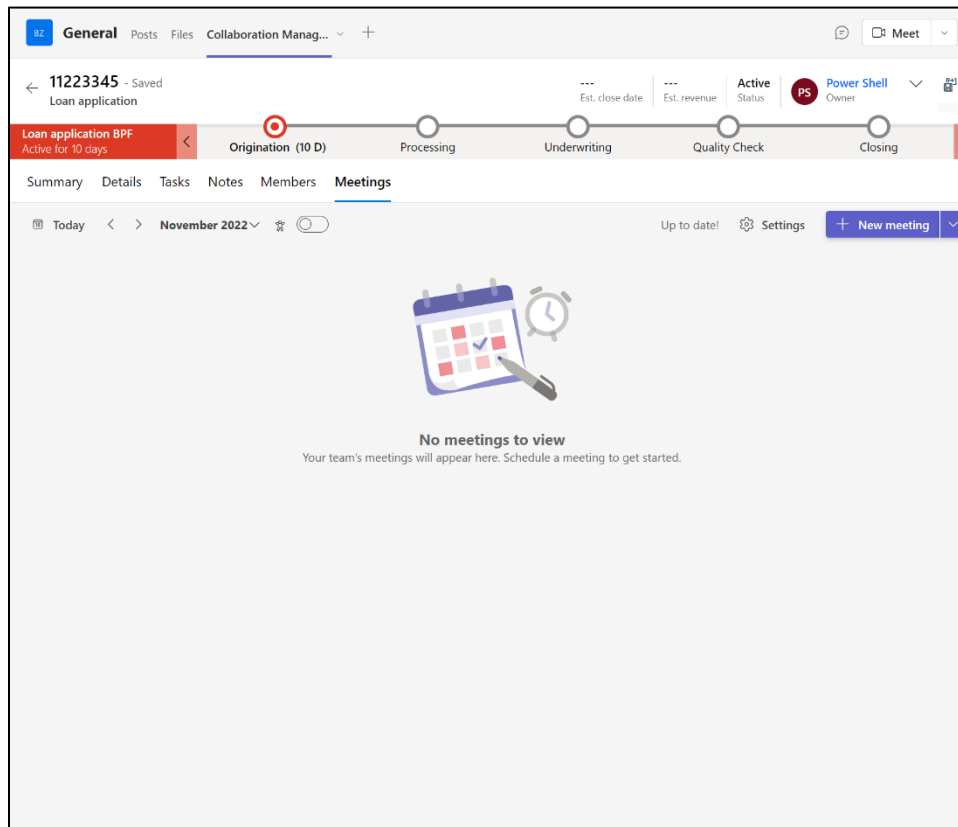 BZ General Posts Files Collaboration Manag... Meet
11223345 - Saved
Loan application
--- Est. close date
--- Est. revenue
Active
Status
PS Power Shell
Owner
Loan application BPF
Active for 10 days
Origination (10 D) Processing Underwriting Quality Check Closing
Summary Details Tasks Notes Members Meetings
Today November 2022 Up to date! Settings + New meeting
No meetings to view
Your team's meetings will appear here. Schedule a meeting to get started.